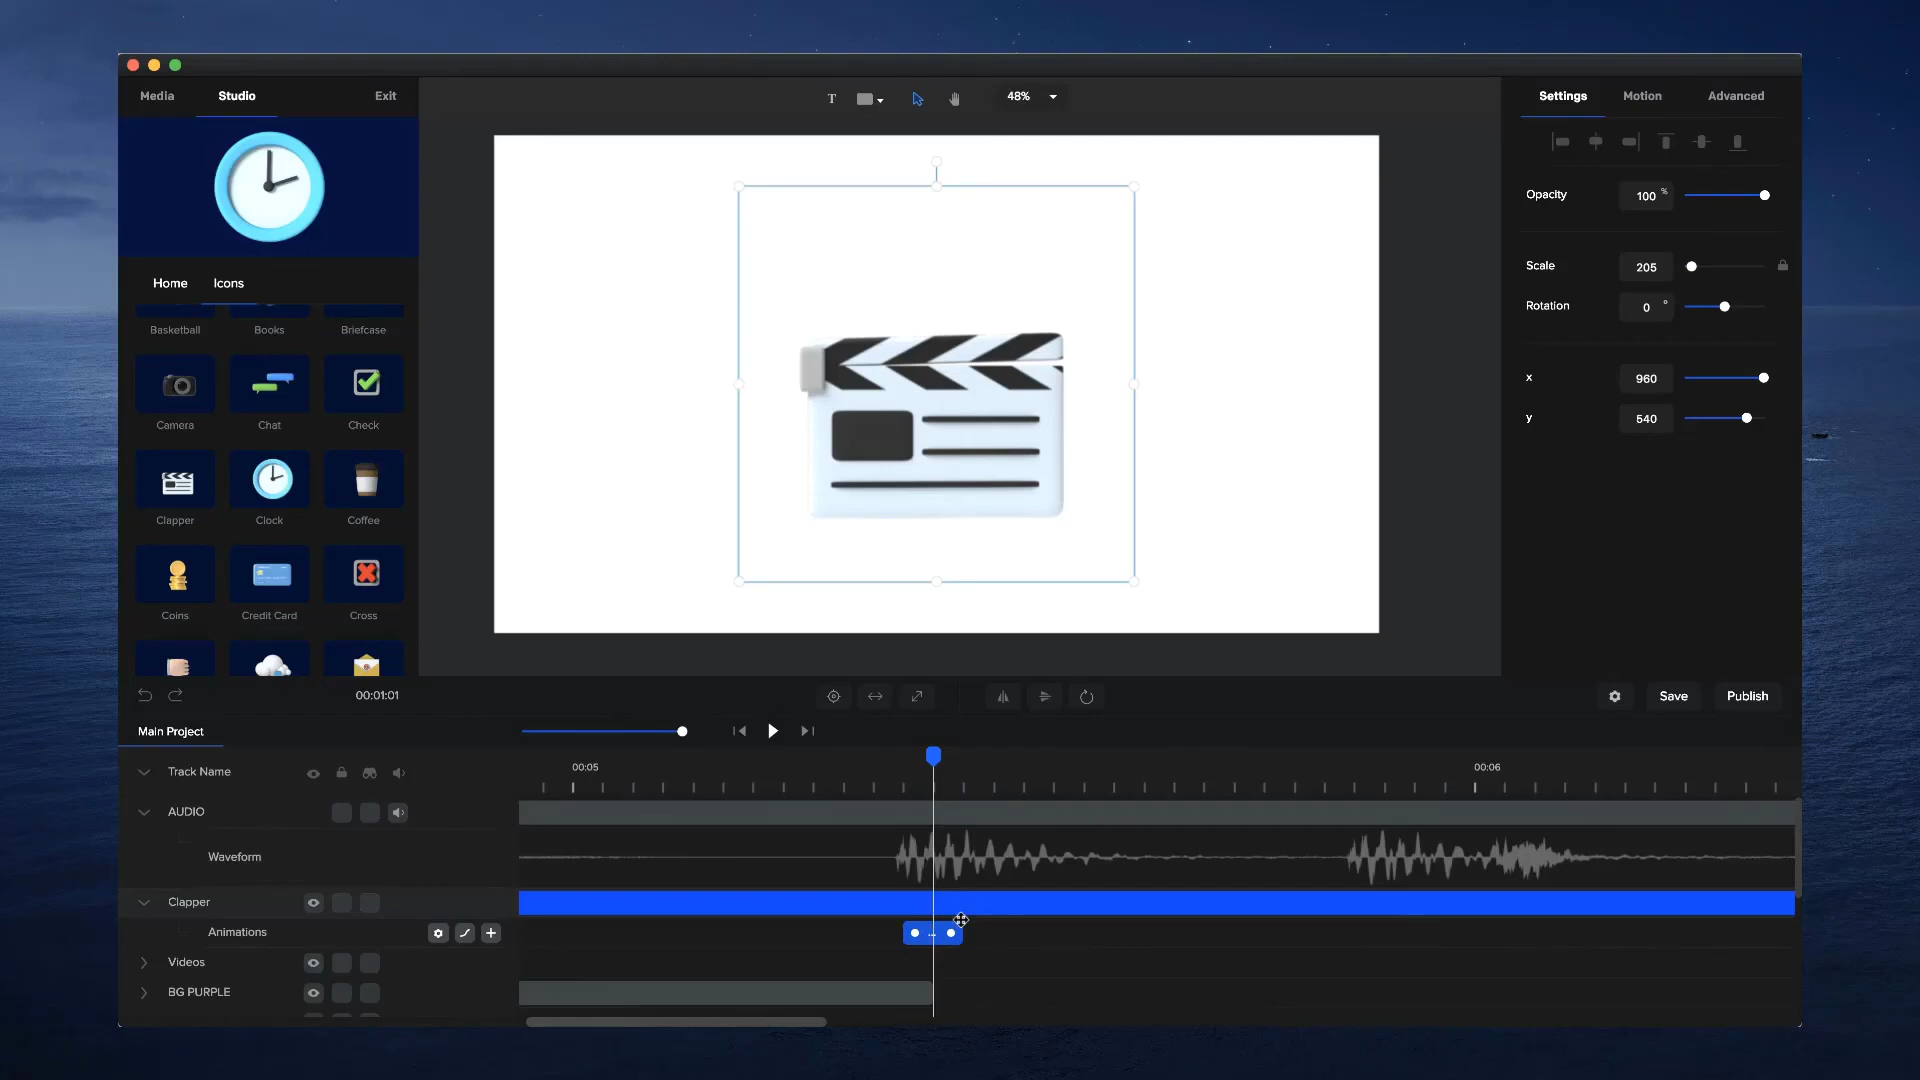 Media Studio Exit
T 48%
Settings Motion Advanced
Opacity 100 %
Scale 205
Rotation 0 °
x 960
y 540
Home Icons
Basketball Books Briefcase
Camera Chat Check
Clapper Clock Coffee
Coins Credit Card Cross
00:01:01
Save Publish
Main Project
Track Name
00:05 00:06
AUDIO
Waveform
Clapper
Animations
...
Videos
BG PURPLE